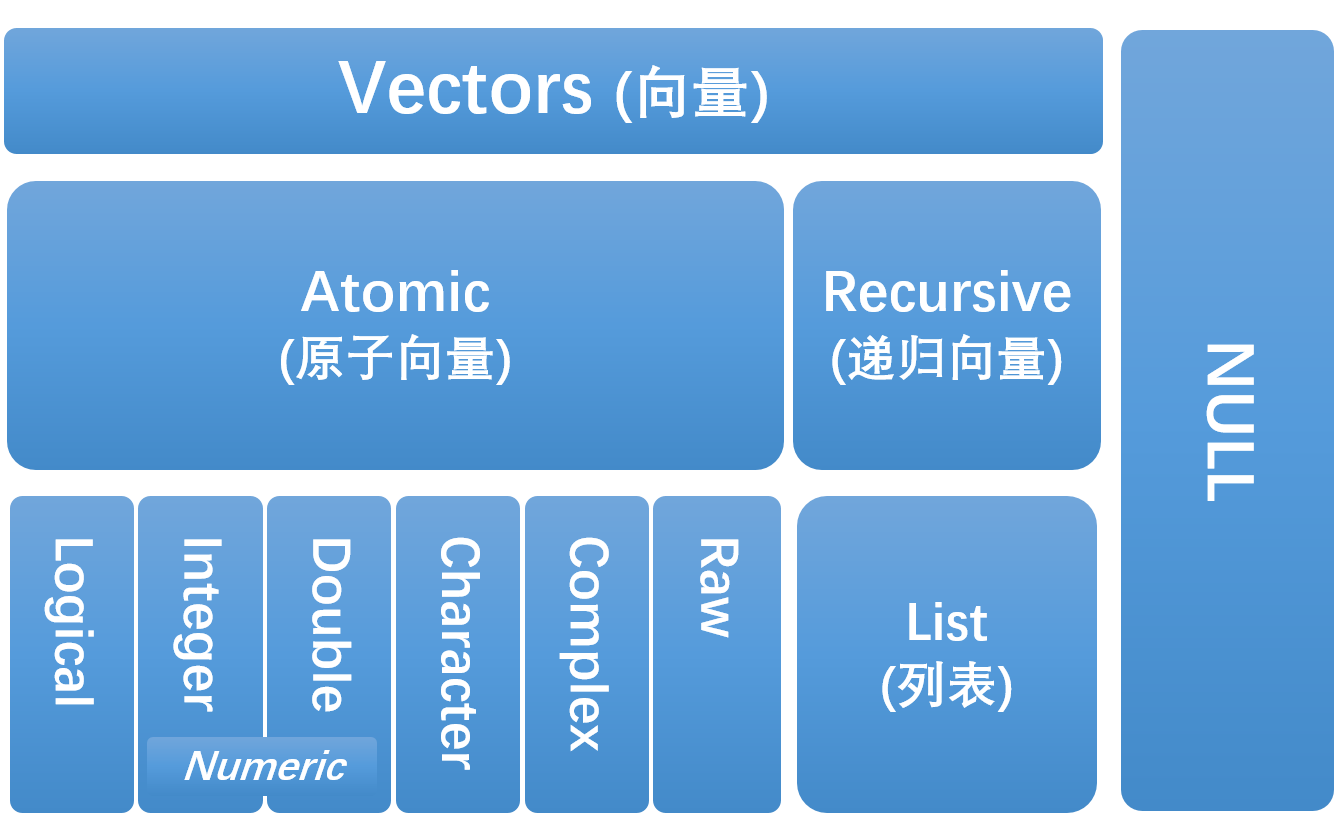 Vectors (向量)
Atomic
(原子向量)
Recursive
(递归向量)
NULL
Logical
Integer
Double
Character
Complex
Raw
Numeric
List
(列表)